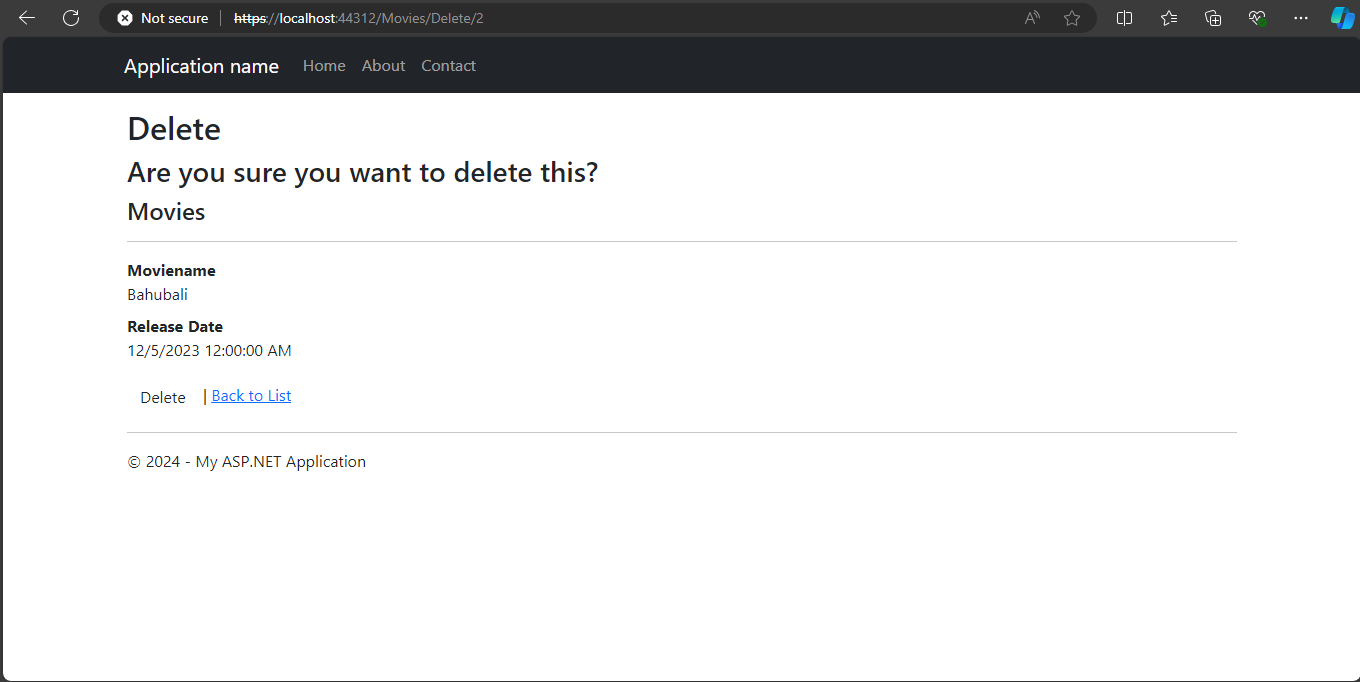 Not secure | https://localhost:44312/Movies/Delete/2
Application name Home About Contact
Delete
Are you sure you want to delete this?
Movies
Moviename
Bahubali
Release Date
12/5/2023 12:00:00 AM
Delete | Back to List
© 2024 - My ASP.NET Application